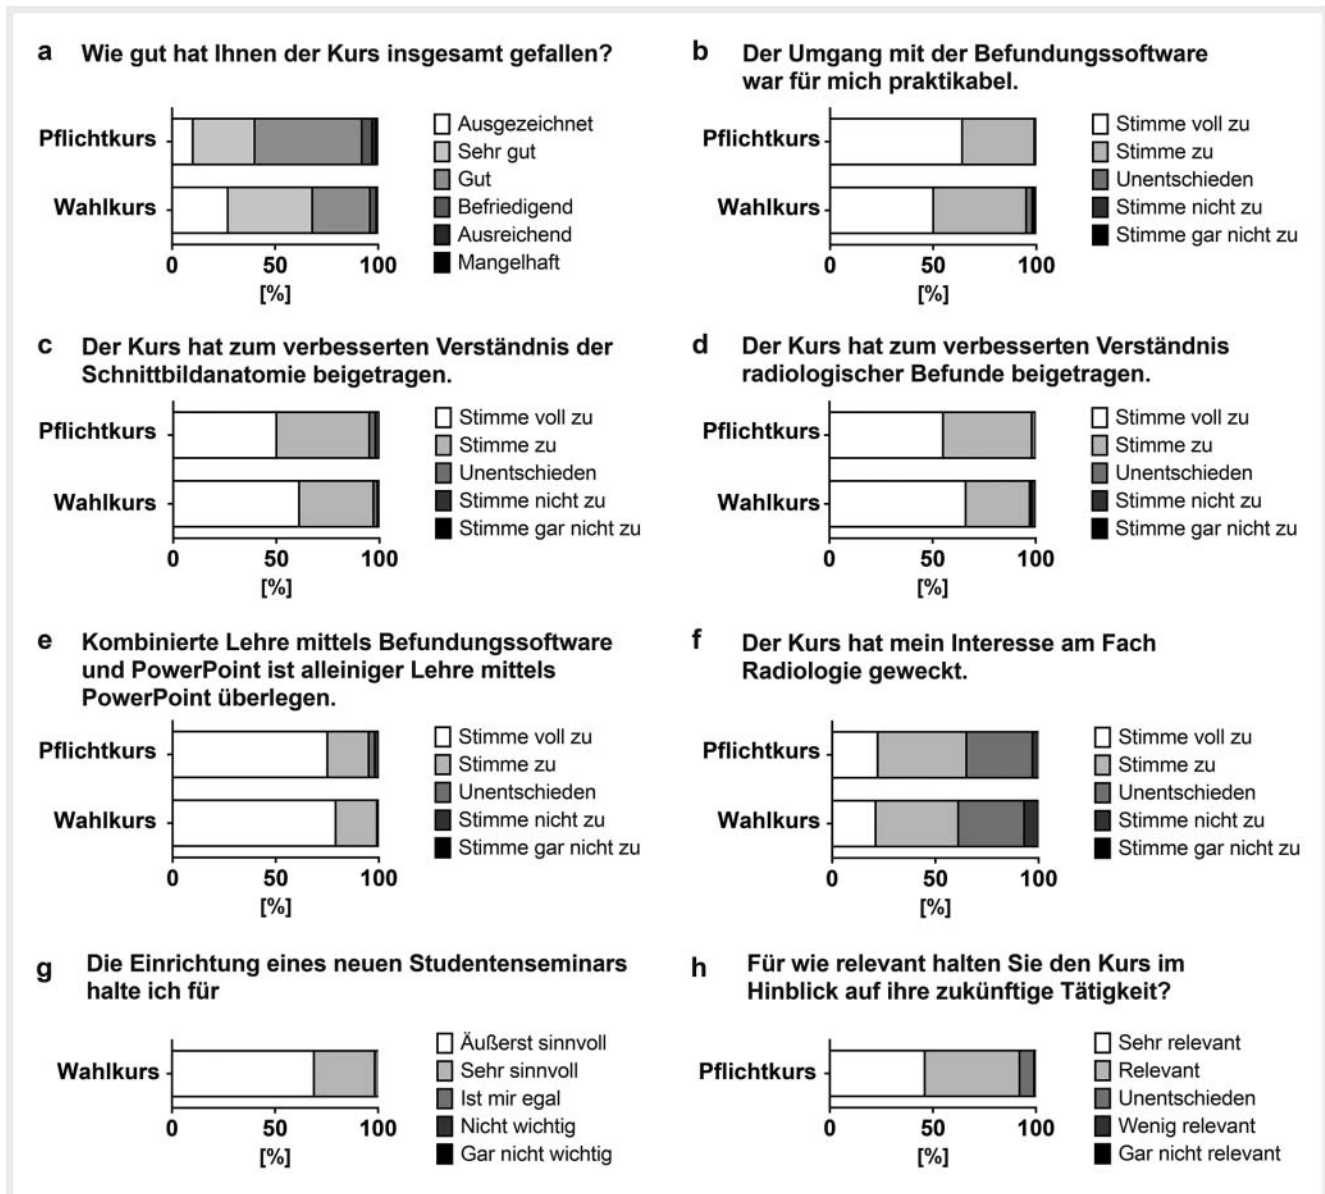 a Wie gut hat Ihnen der Kurs insgesamt gefallen?
Pflichtkurs
Wahlkurs
0 50 100
[%]
Ausgezeichnet
Sehr gut
Gut
Befriedigend
Ausreichend
Mangelhaft
b Der Umgang mit der Befundungssoftware
war für mich praktikabel.
Pflichtkurs
Wahlkurs
0 50 100
[%]
Stimme voll zu
Stimme zu
Unentschieden
Stimme nicht zu
Stimme gar nicht zu
c Der Kurs hat zum verbesserten Verständnis der
Schnittbildanatomie beigetragen.
Pflichtkurs
Wahlkurs
0 50 100
[%]
Stimme voll zu
Stimme zu
Unentschieden
Stimme nicht zu
Stimme gar nicht zu
d Der Kurs hat zum verbesserten Verständnis
radiologischer Befunde beigetragen.
Pflichtkurs
Wahlkurs
0 50 100
[%]
Stimme voll zu
Stimme zu
Unentschieden
Stimme nicht zu
Stimme gar nicht zu
e Kombinierte Lehre mittels Befundungssoftware
und PowerPoint ist alleiniger Lehre mittels
PowerPoint überlegen.
Pflichtkurs
Wahlkurs
0 50 100
[%]
Stimme voll zu
Stimme zu
Unentschieden
Stimme nicht zu
Stimme gar nicht zu
f Der Kurs hat mein Interesse am Fach
Radiologie geweckt.
Pflichtkurs
Wahlkurs
0 50 100
[%]
Stimme voll zu
Stimme zu
Unentschieden
Stimme nicht zu
Stimme gar nicht zu
g Die Einrichtung eines neuen Studentenseminars
halte ich für
Wahlkurs
0 50 100
[%]
Äußerst sinnvoll
Sehr sinnvoll
Ist mir egal
Nicht wichtig
Gar nicht wichtig
h Für wie relevant halten Sie den Kurs im
Hinblick auf ihre zukünftige Tätigkeit?
Pflichtkurs
0 50 100
[%]
Sehr relevant
Relevant
Unentschieden
Wenig relevant
Gar nicht relevant